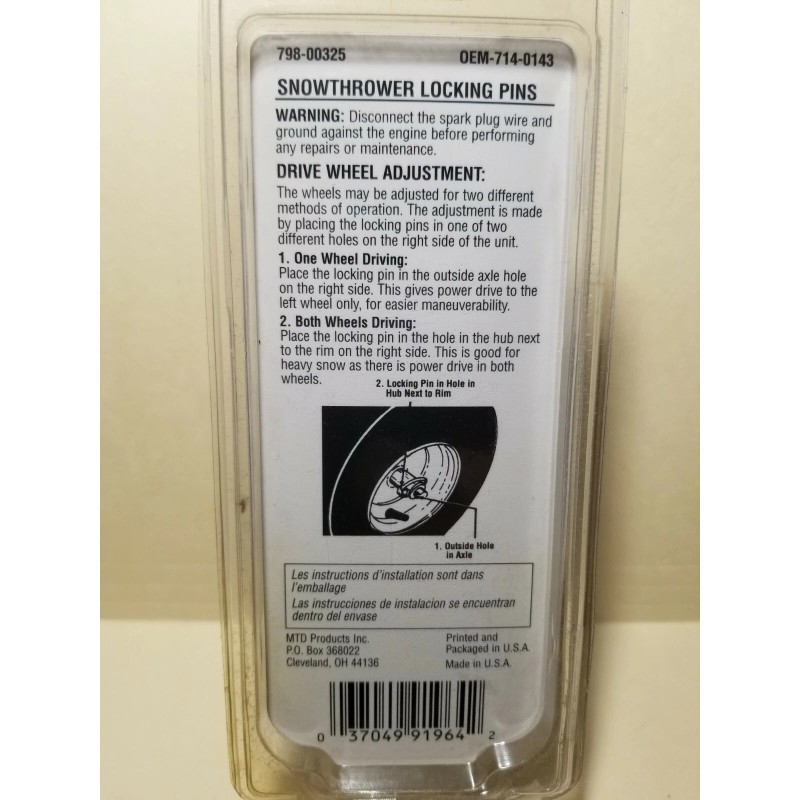 798-00325 OEM-714-0143
SNOWTHROWER LOCKING PINS
WARNING: Disconnect the spark plug wire and
ground against the engine before performing
any repairs or maintenance.
DRIVE WHEEL ADJUSTMENT:
The wheels may be adjusted for two different
methods of operation. The adjustment is made
by placing the locking pins in one of two
different holes on the right side of the unit.
1. One Wheel Driving:
Place the locking pin in the outside axle hole
on the right side. This gives power drive to the
left wheel only, for easier maneuverability.
2. Both Wheels Driving:
Place the locking pin in the hole in the hub next
to the rim on the right side. This is good for
heavy snow as there is power drive in both
wheels.
2. Locking Pin in Hole in
Hub Next to Rim
1. Outside Hole
in Axle
Les instructions d'installation sont dans
l'emballage
Las instrucciones de instalacion se encuentran
dentro del envase
MTD Products Inc.
P.O. Box 368022
Cleveland, OH 44136
Printed and
Packaged in U.S.A.
Made in U.S.A.
0 37049 91964 2